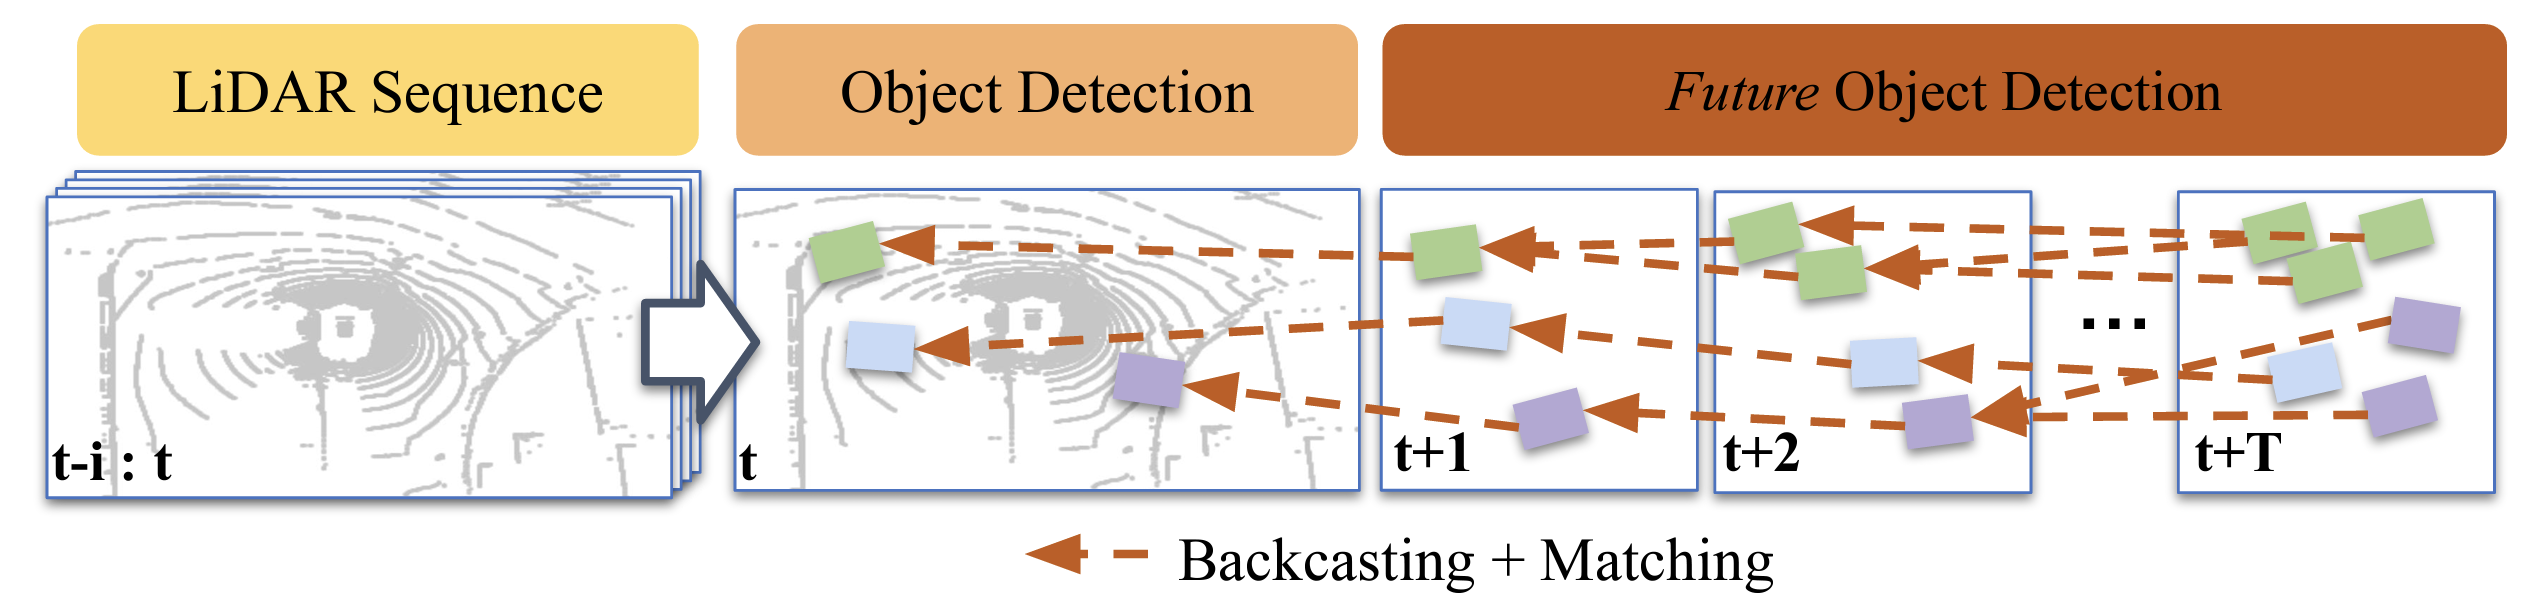 LiDAR Sequence
Object Detection
Future Object Detection
t-i : t
t
t+1
t+2
...
t+T
Backcasting + Matching